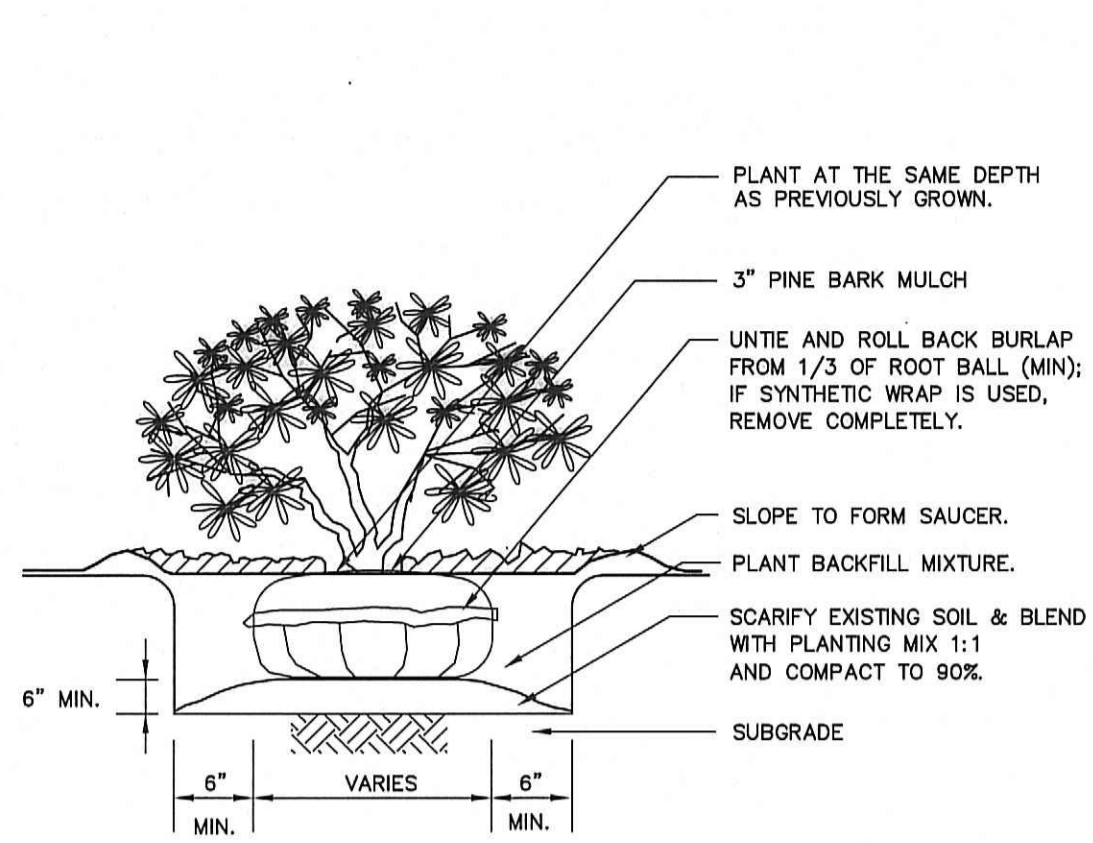 PLANT AT THE SAME DEPTH
AS PREVIOUSLY GROWN.
3" PINE BARK MULCH
UNTIE AND ROLL BACK BURLAP
FROM 1/3 OF ROOT BALL (MIN);
IF SYNTHETIC WRAP IS USED,
REMOVE COMPLETELY.
SLOPE TO FORM SAUCER.
PLANT BACKFILL MIXTURE.
SCARIFY EXISTING SOIL & BLEND
WITH PLANTING MIX 1:1
AND COMPACT TO 90%.
6" MIN.
SUBGRADE
6"
MIN.
VARIES
6"
MIN.